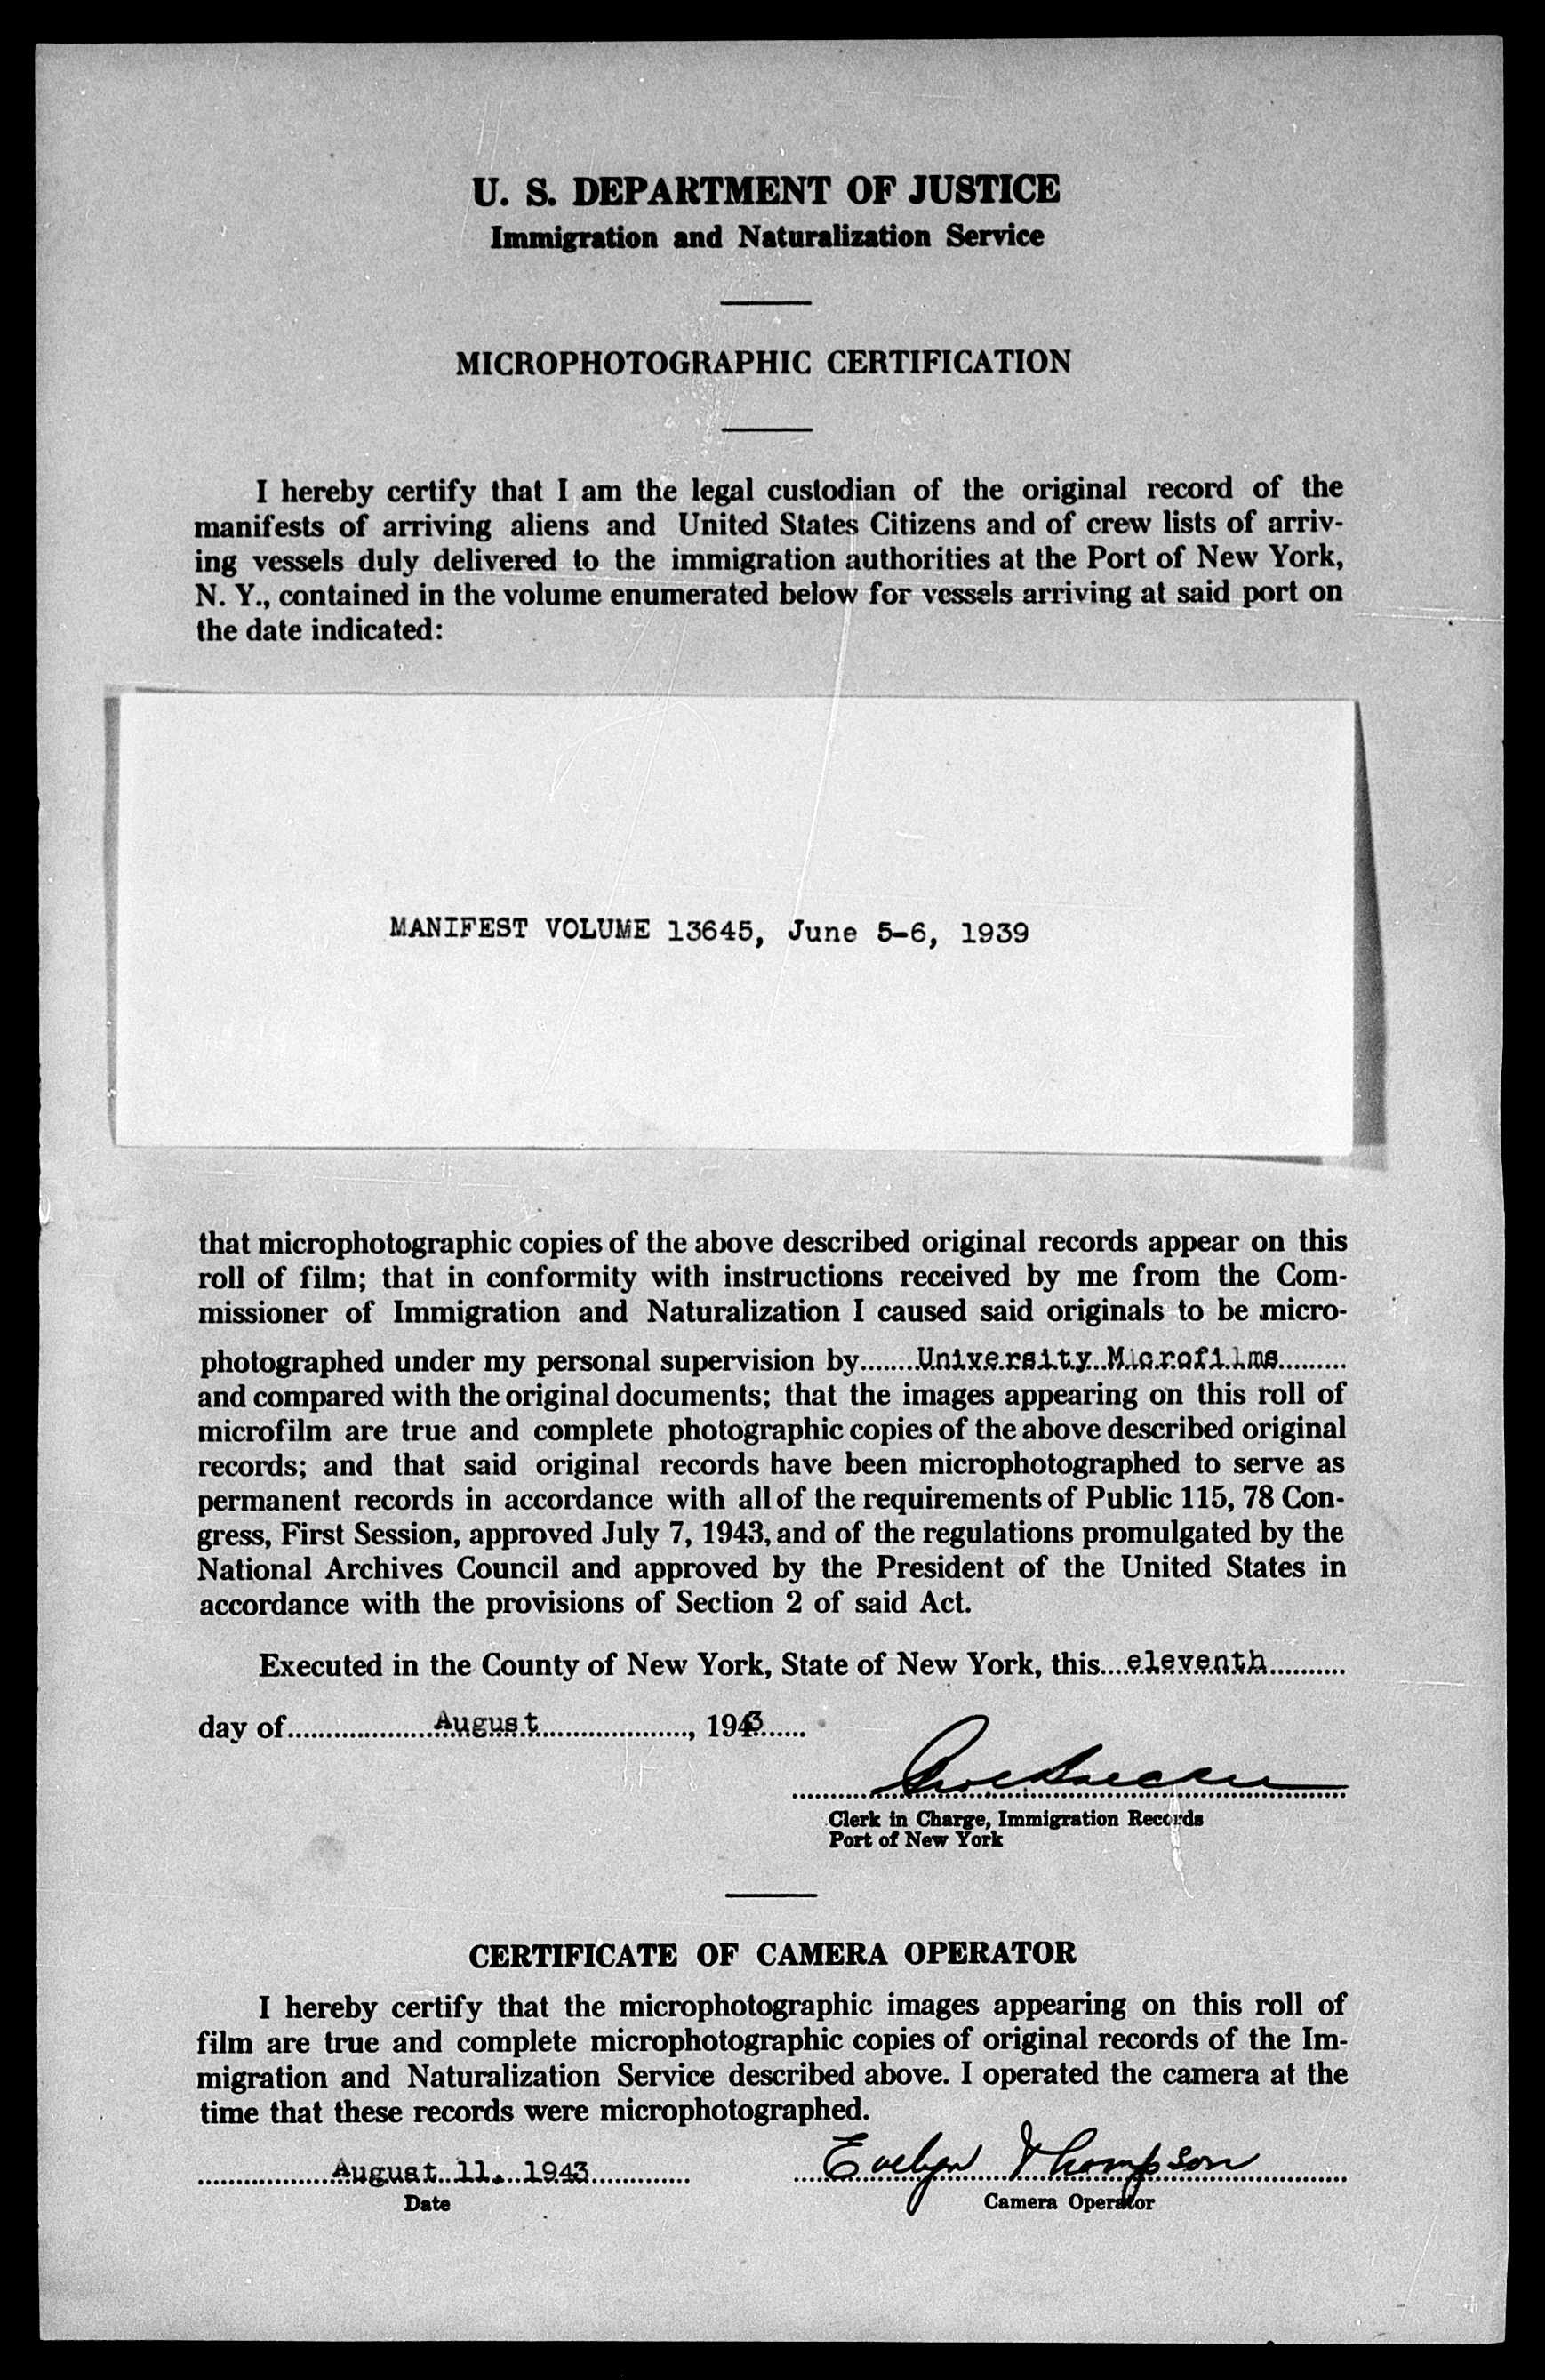 U. S. DEPARTMENT OF JUSTICE
Immigration and Naturalization Service
MICROPHOTOGRAPHIC CERTIFICATION
I hereby certify that I am the legal custodian of the original record of the
manifests of arriving aliens and United States Citizens and of crew lists of arriv-
ing vessels duly delivered to the immigration authorities at the Port of New York,
N. Y., contained in the volume enumerated below for vessels arriving at said port on
the date indicated:
MANIFEST VOLUME 13645, June 5-6, 1939
that microphotographic copies of the above described original records appear on this
roll of film; that in conformity with instructions received by me from the Com-
missioner of Immigration and Naturalization I caused said originals to be micro-
photographed under my personal supervision by University Microfilms
and compared with the original documents; that the images appearing on this roll of
microfilm are true and complete photographic copies of the above described original
records; and that said original records have been microphotographed to serve as
permanent records in accordance with all of the requirements of Public 115, 78 Con-
gress, First Session, approved July 7, 1943, and of the regulations promulgated by the
National Archives Council and approved by the President of the United States in
accordance with the provisions of Section 2 of said Act.
Executed in the County of New York, State of New York, this eleventh
day of August, 1943
Clerk in Charge, Immigration Records
Port of New York
CERTIFICATE OF CAMERA OPERATOR
I hereby certify that the microphotographic images appearing on this roll of
film are true and complete microphotographic copies of original records of the Im-
migration and Naturalization Service described above. I operated the camera at the
time that these records were microphotographed.
August 11, 1943 Evelyn Thompson
Date Camera Operator